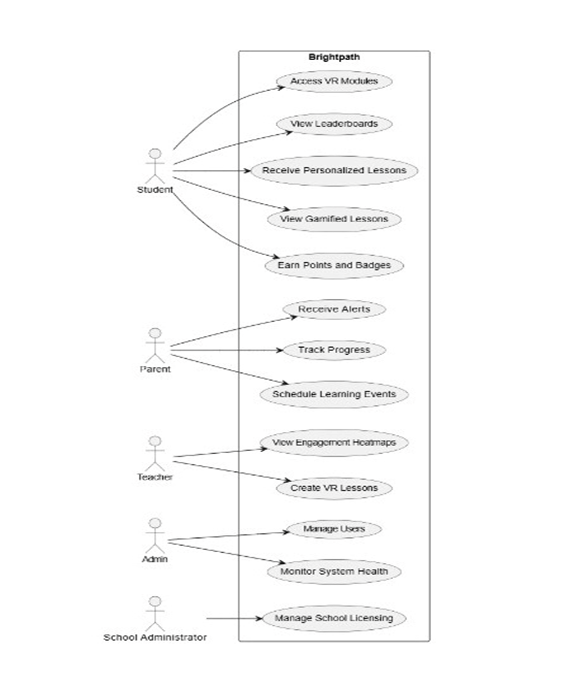 Brightpath
Access VR Modules
View Leaderboards
Receive Personalized Lessons
Student
View Gamified Lessons
Earn Points and Badges
Receive Alerts
Track Progress
Parent
Schedule Learning Events
View Engagement Heatmaps
Teacher
Create VR Lessons
Manage Users
Admin
Monitor System Health
Manage School Licensing
School Administrator